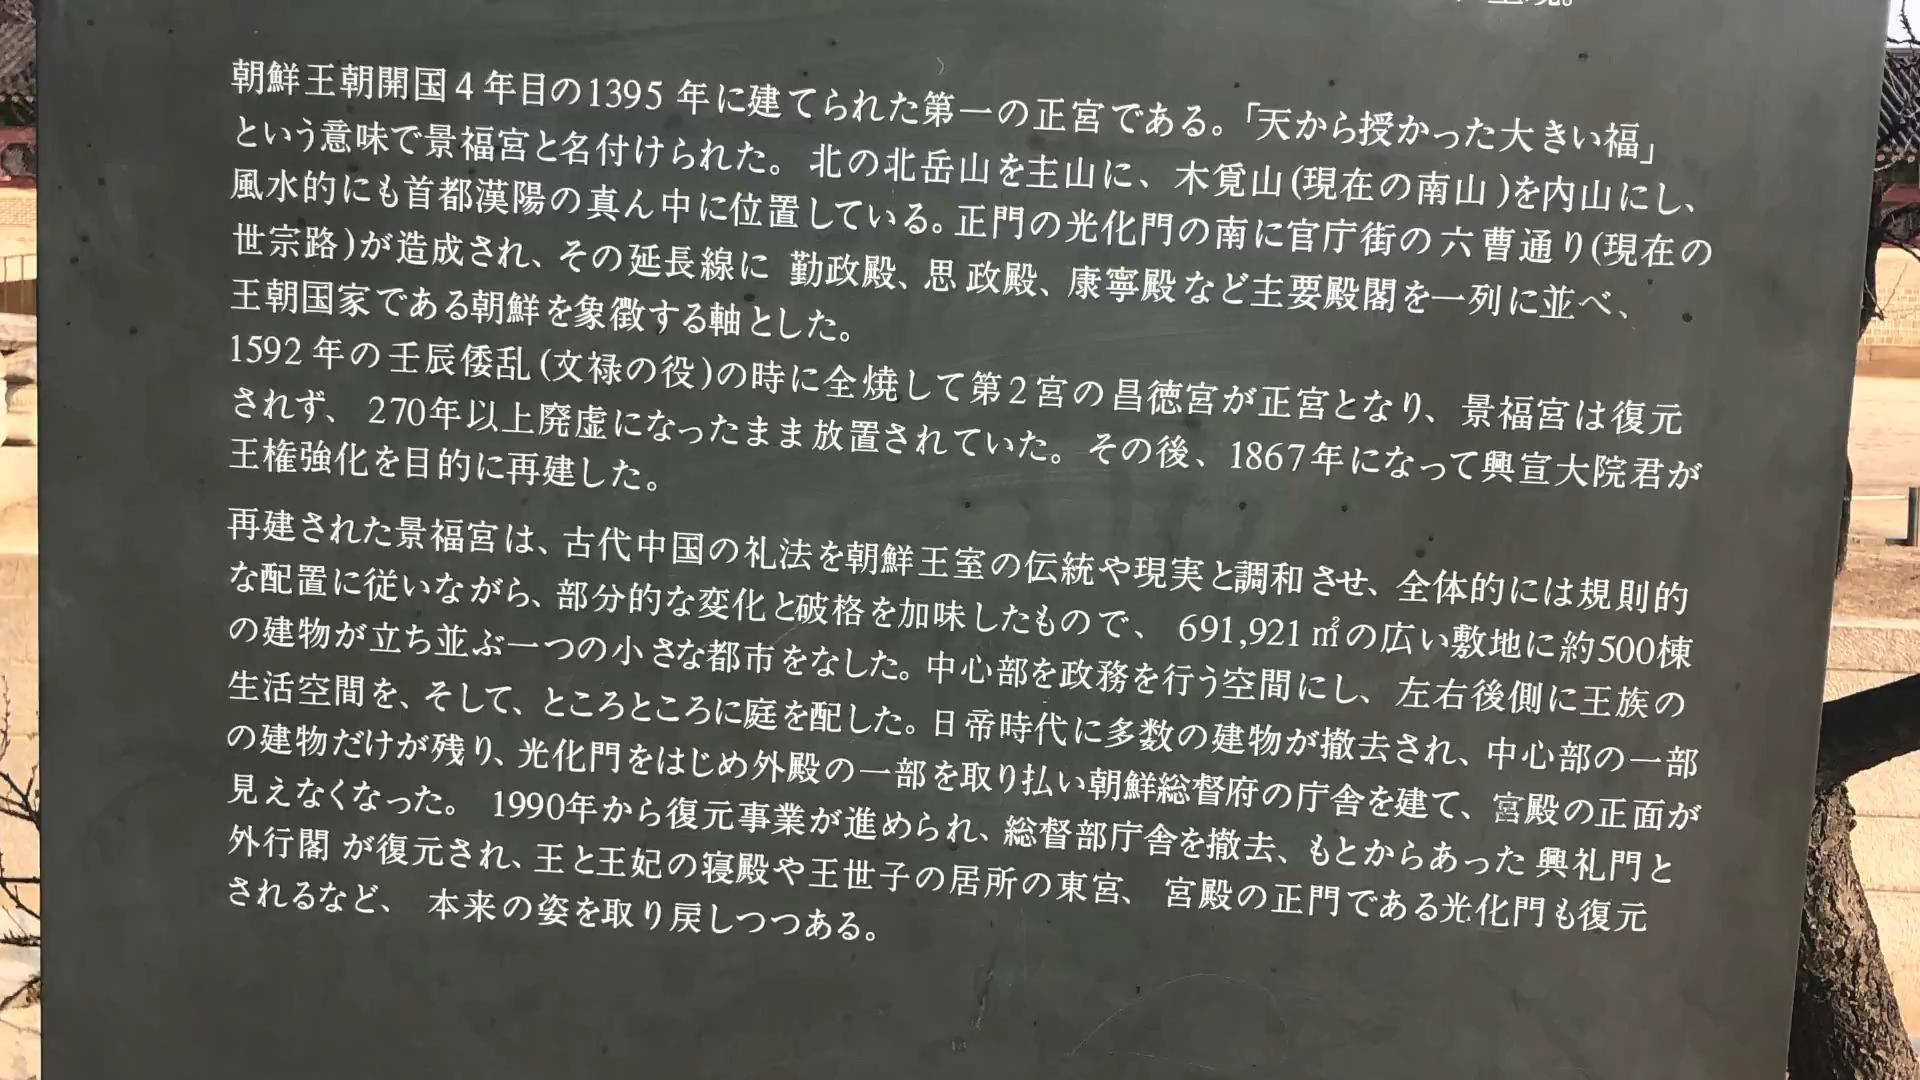 朝鮮王朝開国4年目の1395 年に建てられた第一の正宮である。「天から授かった大きい福」
という意味で景福宮と名付けられた。北の北岳山を主山に、木覓山(現在の南山)を内山にし、
風水的にも首都漢陽の真ん中に位置している。正門の光化門の南に官庁街の六曹通り(現在の
世宗路)が造成され、その延長線に 勤政殿、思政殿、康寧殿など主要殿閣を一列に並べ、
王朝国家である朝鮮を象徴する軸とした。
1592年の壬辰倭乱(文禄の役)の時に全焼して第2宮の昌徳宮が正宮となり、景福宮は復元
されず、270年以上廃虚になったまま放置されていた。その後、1867年になって興宣大院君が
王権強化を目的に再建した。
再建された景福宮は、古代中国の礼法を朝鮮王室の伝統や現実と調和させ、全体的には規則的
な配置に従いながら、部分的な変化と破格を加味したもので、691,921㎡の広い敷地に約500棟
の建物が立ち並ぶ一つの小さな都市をなした。中心部を政務を行う空間にし、左右後側に王族の
生活空間を、そして、ところところに庭を配した。日帝時代に多数の建物が撤去され、中心部の一部
の建物だけが残り、光化門をはじめ外殿の一部を取り払い朝鮮総督府の庁舎を建て、宮殿の正面が
見えなくなった。1990年から復元事業が進められ、総督部庁舎を撤去、もとからあった興礼門と
外行閣 が復元され、王と王妃の寝殿や王世子の居所の東宮、宮殿の正門である光化門も復元
されるなど、本来の姿を取り戻しつつある。